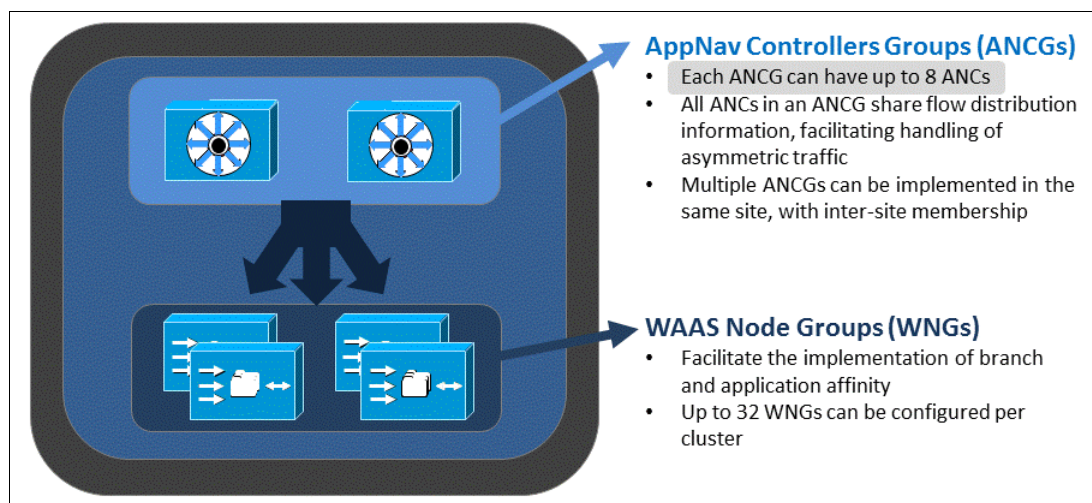 AppNav Controllers Groups (ANCGs)
• Each ANCG can have up to 8 ANCs
• All ANCs in an ANCG share flow distribution
information, facilitating handling of
asymmetric traffic
• Multiple ANCGs can be implemented in the
same site, with inter-site membership
WAAS Node Groups (WNGs)
• Facilitate the implementation of branch
and application affinity
• Up to 32 WNGs can be configured per
cluster